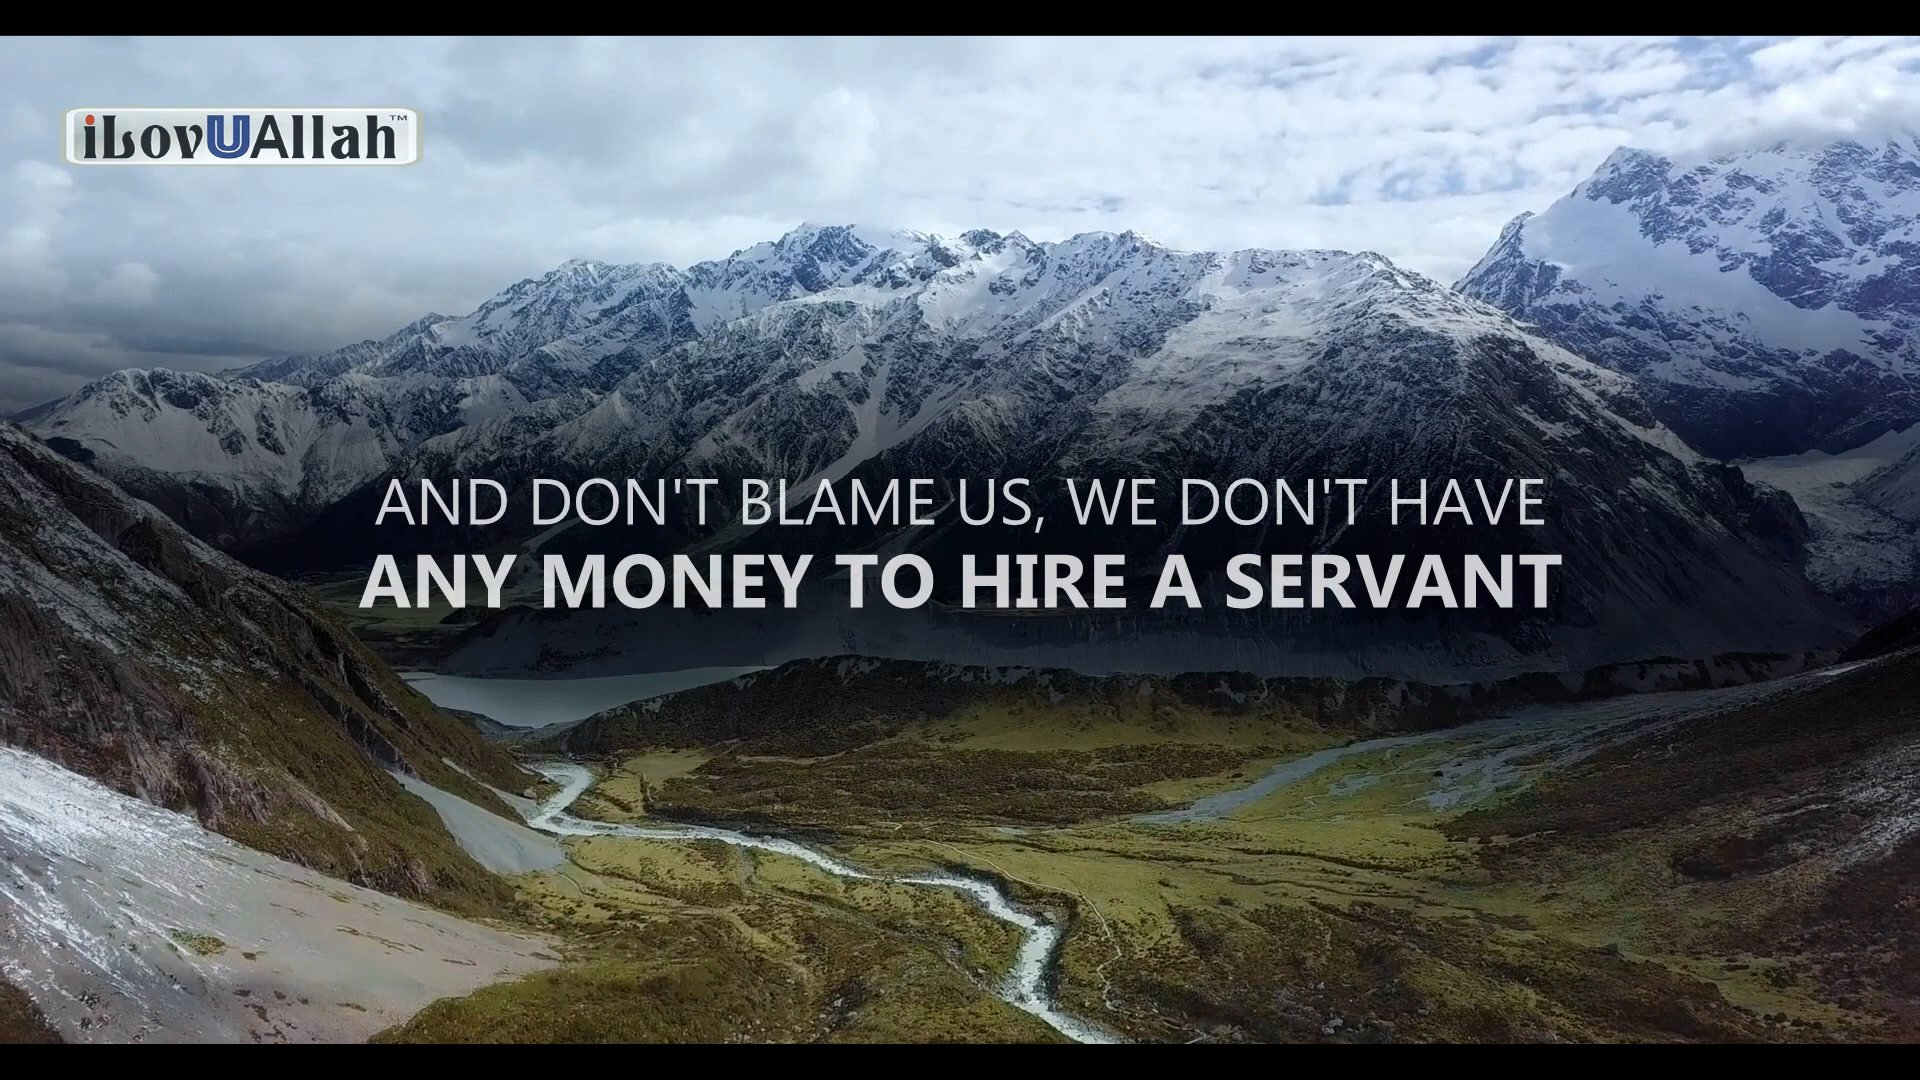 iLovUAllah™
AND DON'T BLAME US, WE DON'T HAVE
ANY MONEY TO HIRE A SERVANT